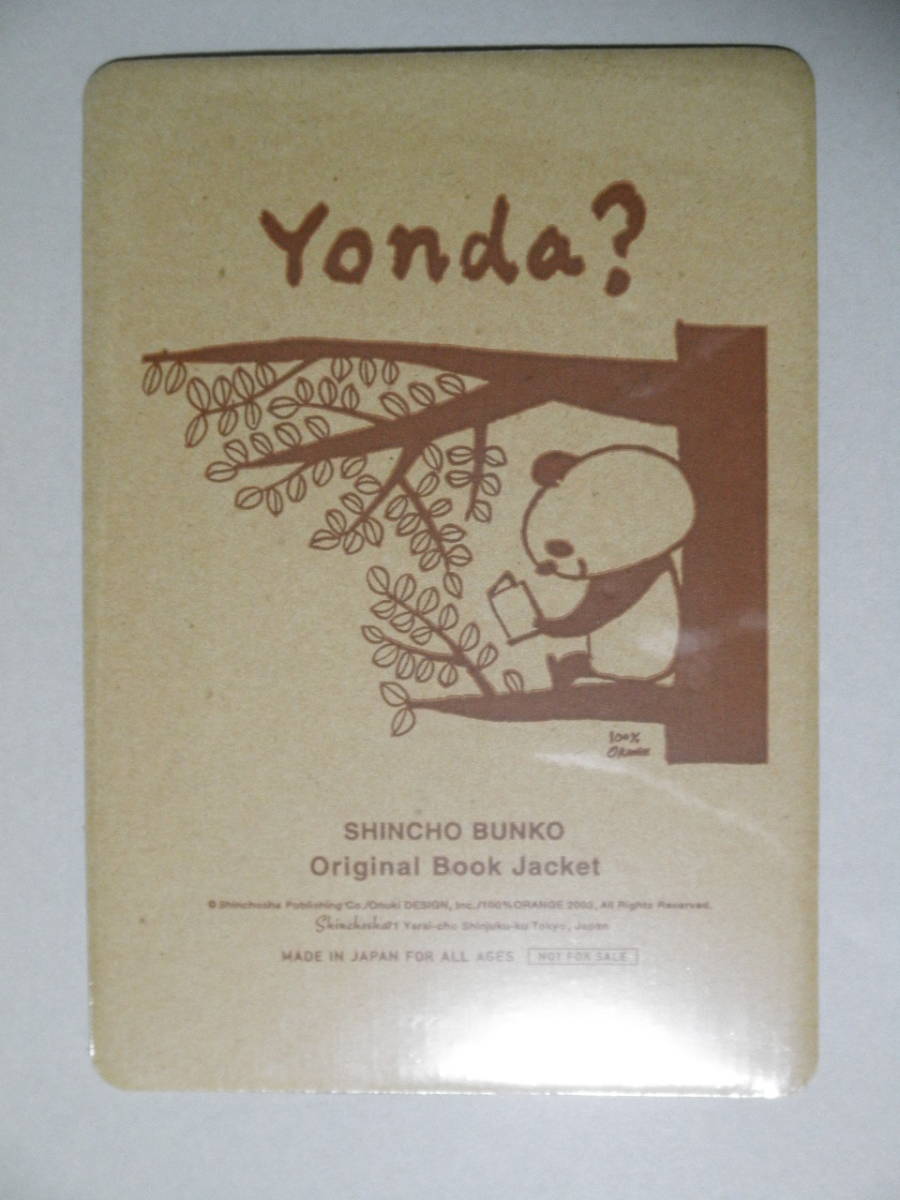 Yonda?
100%
ORANGE
SHINCHO BUNKO
Original Book Jacket
©Shinchosha Publishing Co./Onuki DESIGN, Inc./100%ORANGE 2003, All Rights Reserved.
Shinchosha 71 Yarai-cho Shinjuku-ku Tokyo, Japan
MADE IN JAPAN FOR ALL AGES NOT FOR SALE